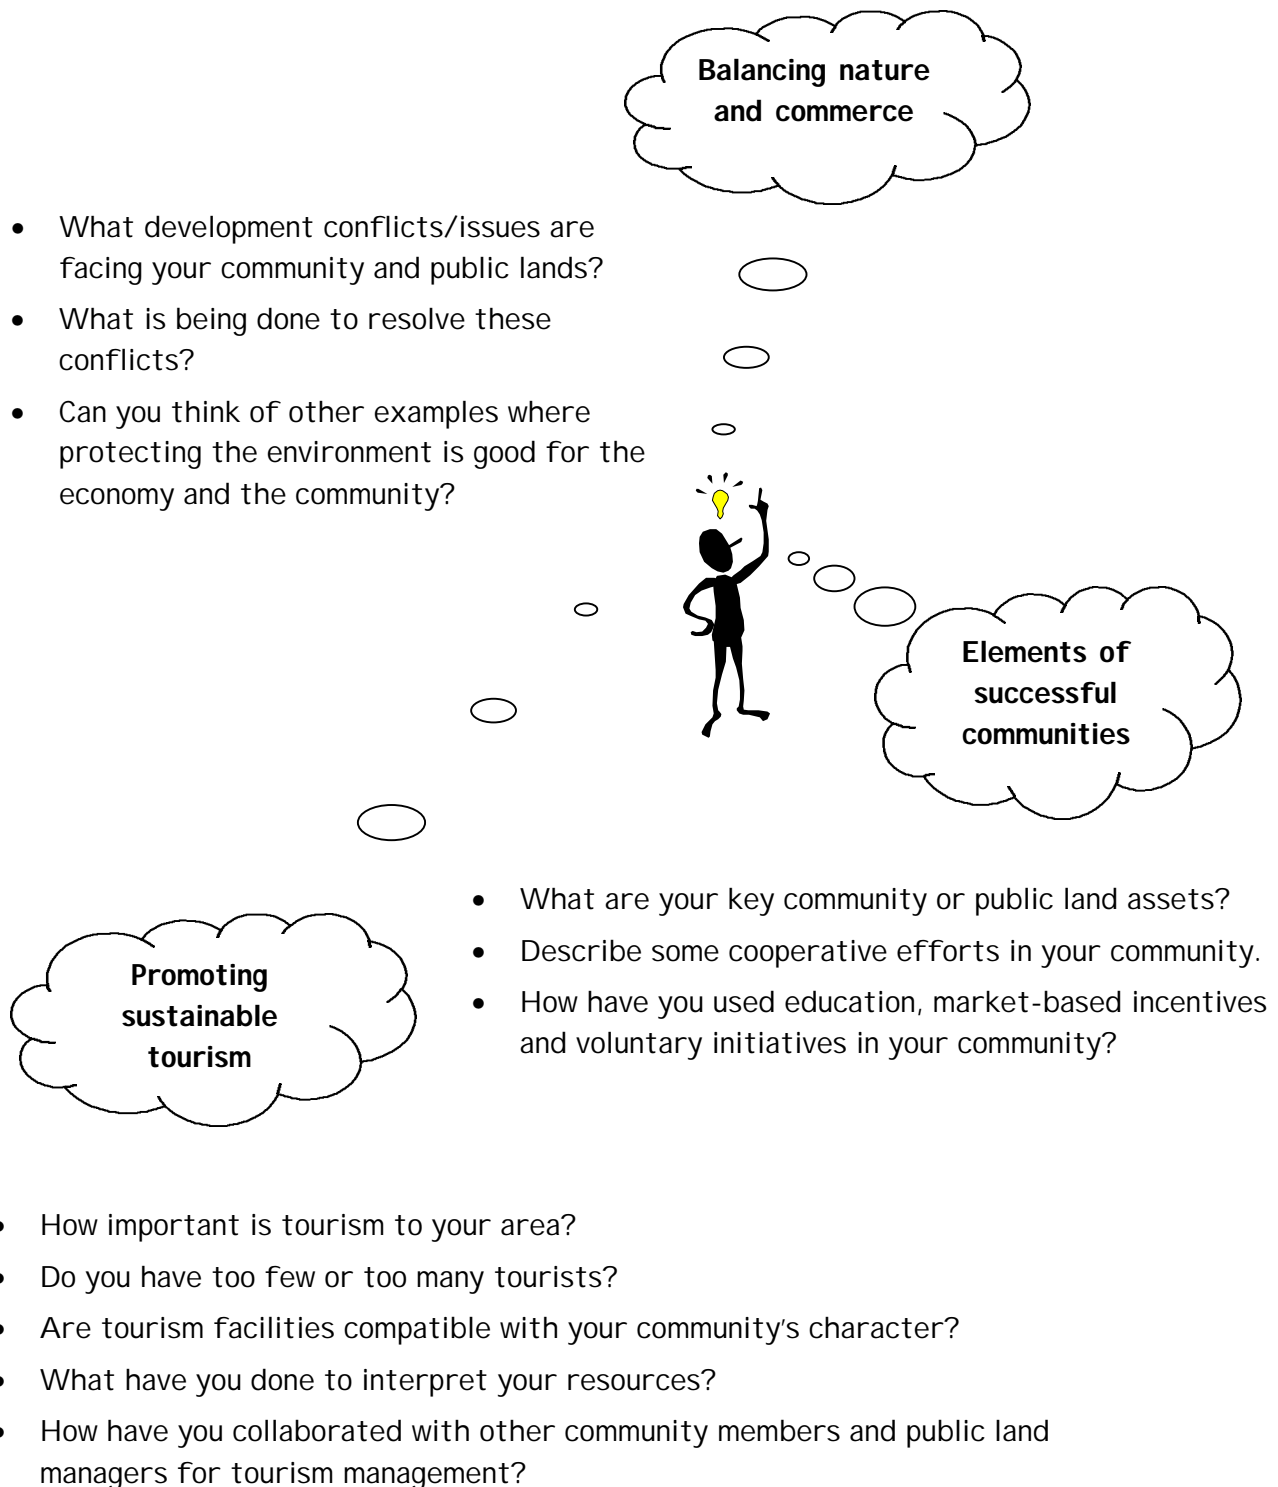 Balancing nature
and commerce
• What development conflicts/issues are
facing your community and public lands?
• What is being done to resolve these
conflicts?
• Can you think of other examples where
protecting the environment is good for the
economy and the community?
Elements of
successful
communities
• What are your key community or public land assets?
• Describe some cooperative efforts in your community.
• How have you used education, market-based incentives
and voluntary initiatives in your community?
Promoting
sustainable
tourism
• How important is tourism to your area?
• Do you have too few or too many tourists?
• Are tourism facilities compatible with your community's character?
• What have you done to interpret your resources?
• How have you collaborated with other community members and public land
managers for tourism management?